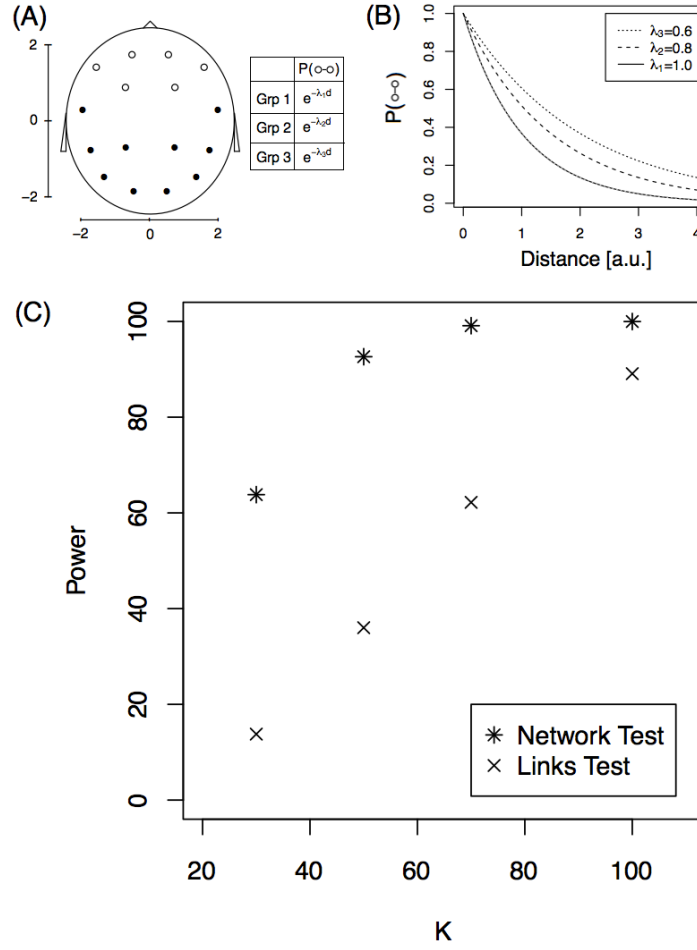 (A)
2
0
−2
−2 0 2
P(o-o)
Grp 1 e^−λ₁d
Grp 2 e^−λ₂d
Grp 3 e^−λ₃d
(B)
P(o-o)
1.0
0.8
0.6
0.4
0.2
0.0
λ₃=0.6
λ₂=0.8
λ₁=1.0
0 1 2 3 4
Distance [a.u.]
(C)
Power
100
80
60
40
20
0
Network Test
Links Test
20 40 60 80 100
K